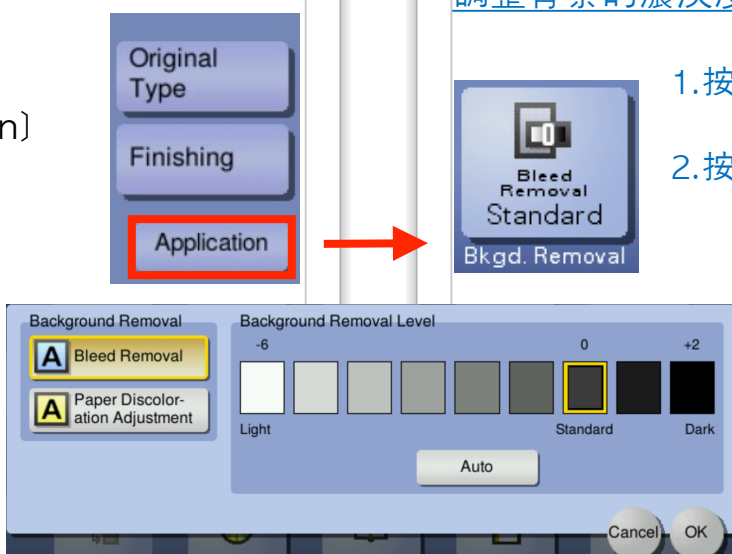 Original
Type
n〕
Finishing
Application
1.按
2.按
Bleed
Removal
Standard
Bkgd. Removal
Background Removal
Bleed Removal
Paper Discolor-
ation Adjustment
Background Removal Level
-6 0 +2
Light Standard Dark
Auto
Cancel OK